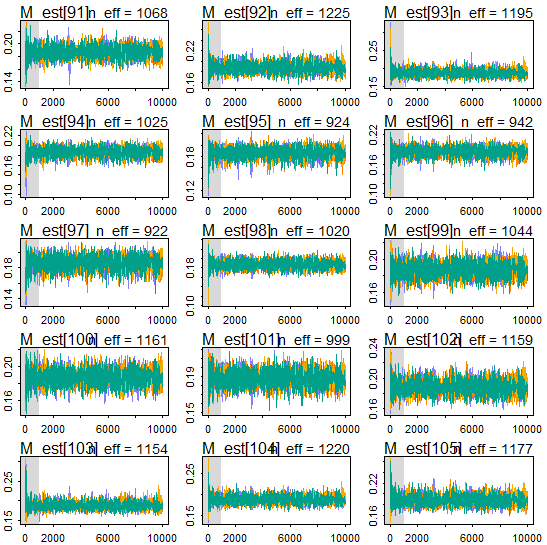 M_est[91] n_eff = 1068
0.20
0.14
0 2000 6000 10000
M_est[92] n_eff = 1225
0.22
0.16
0 2000 6000 10000
M_est[93] n_eff = 1195
0.25
0.15
0 2000 6000 10000
M_est[94] n_eff = 1025
0.22
0.16
0.10
0 2000 6000 10000
M_est[95] n_eff = 924
0.18
0.12
0 2000 6000 10000
M_est[96] n_eff = 942
0.22
0.16
0.10
0 2000 6000 10000
M_est[97] n_eff = 922
0.18
0.14
0 2000 6000 10000
M_est[98] n_eff = 1020
0.18
0.10
0 2000 6000 10000
M_est[99] n_eff = 1044
0.20
0.16
0 2000 6000 10000
M_est[100] n_eff = 1161
0.20
0.16
0 2000 6000 10000
M_est[101] n_eff = 999
0.19
0.15
0 2000 6000 10000
M_est[102] n_eff = 1159
0.24
0.20
0.16
0 2000 6000 10000
M_est[103] n_eff = 1154
0.25
0.15
0 2000 6000 10000
M_est[104] n_eff = 1220
0.22
0.16
0 2000 6000 10000
M_est[105] n_eff = 1177
0.22
0.16
0 2000 6000 10000